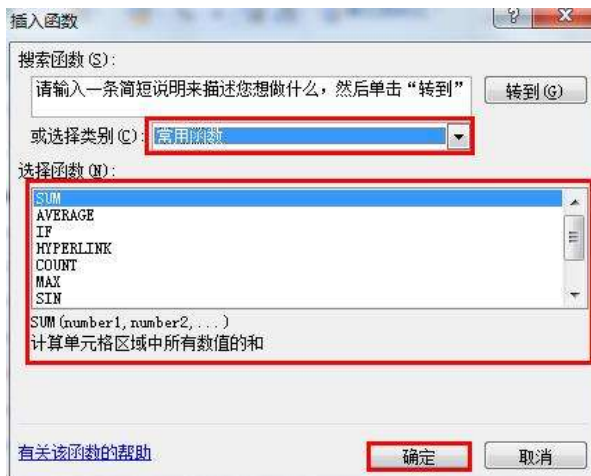 插入函数
搜索函数(S):
请输入一条简短说明来描述您想做什么，然后单击“转到”
转到(G)
或选择类别(C): 常用函数
选择函数(N):
SUM
AVERAGE
IF
HYPERLINK
COUNT
MAX
SIN
SUM(number1,number2,...)
计算单元格区域中所有数值的和
有关该函数的帮助
确定
取消